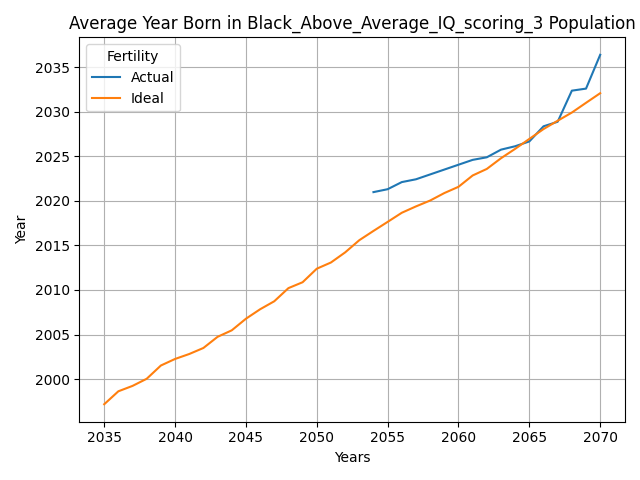 Average Year Born in Black_Above_Average_IQ_scoring_3 Population
Fertility
Actual
Ideal
Year
2035
2030
2025
2020
2015
2010
2005
2000
2035 2040 2045 2050 2055 2060 2065 2070
Years